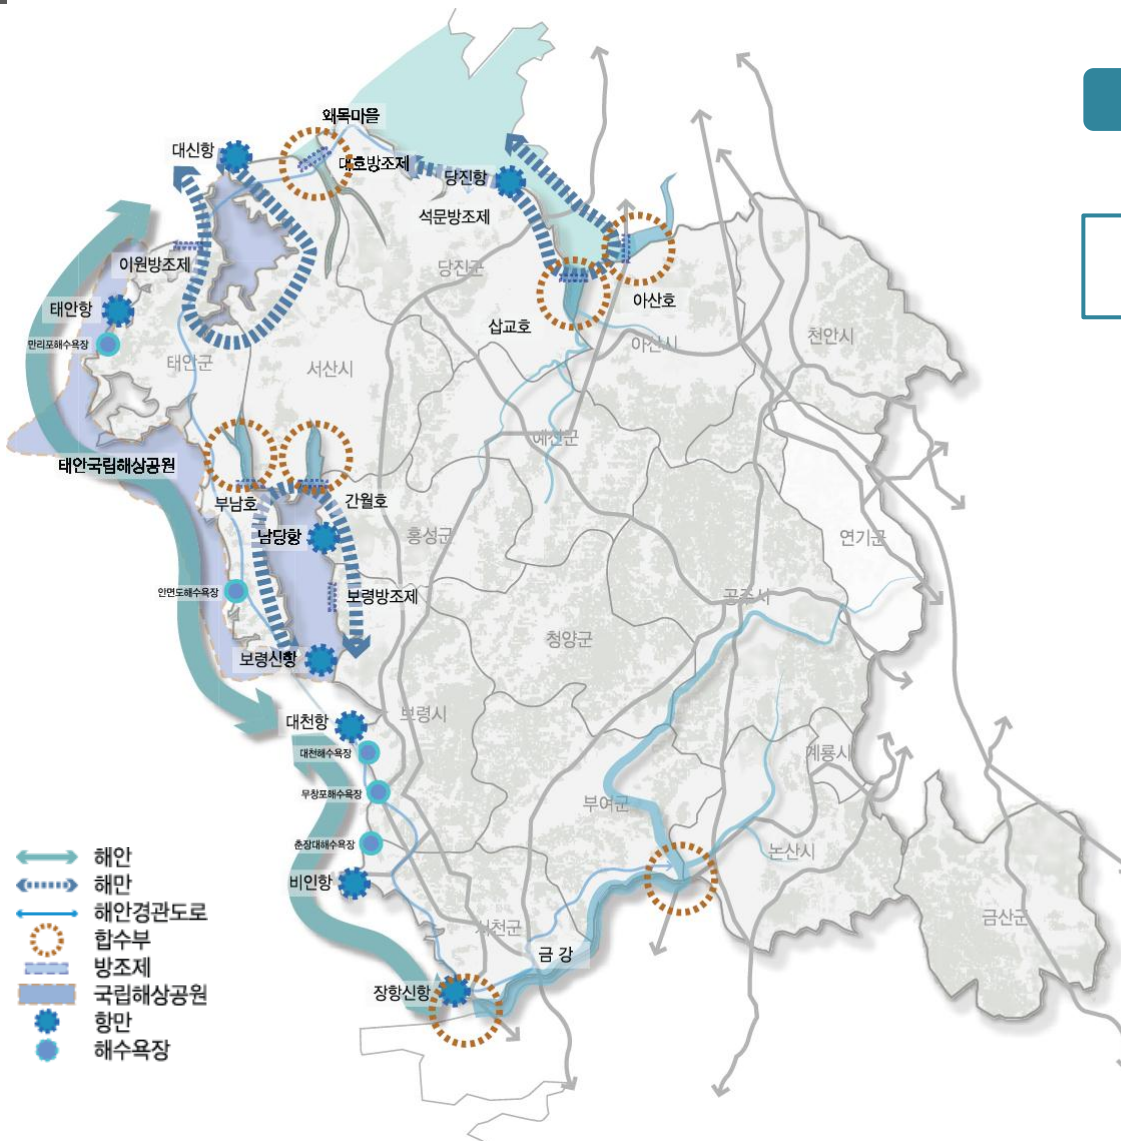 왜목마을
대신항
대호방조제
당진항
석문방조제
당진군
이원방조제
태안항
삽교호
아산호
만리포해수욕장
아산시
천안시
태안군
서산시
예산군
태안국립해상공원
부남호
간월호
남당항
홍성군
연기군
안면도해수욕장
보령방조제
공주시
청양군
보령신항
대천항
보령시
대천해수욕장
계룡시
무창포해수욕장
부여군
춘장대해수욕장
논산시
비인항
금산군
서천군
금 강
장항신항
해안
해만
해안경관도로
합수부
방조제
국립해상공원
항만
해수욕장